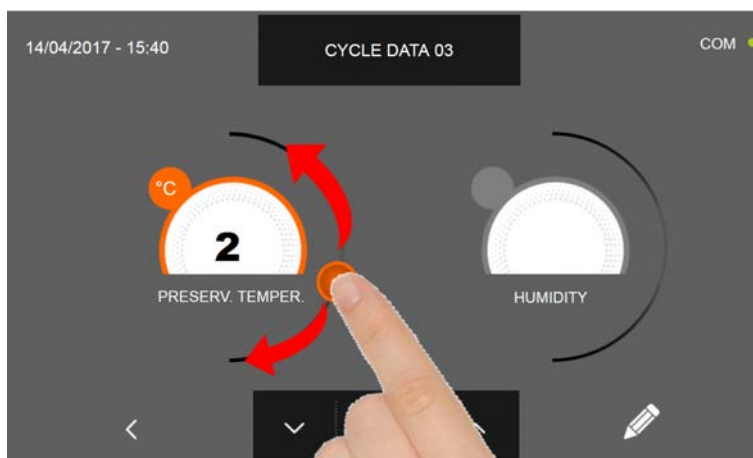 14/04/2017 - 15:40
CYCLE DATA 03
COM
°C
2
PRESERV. TEMPER.
HUMIDITY